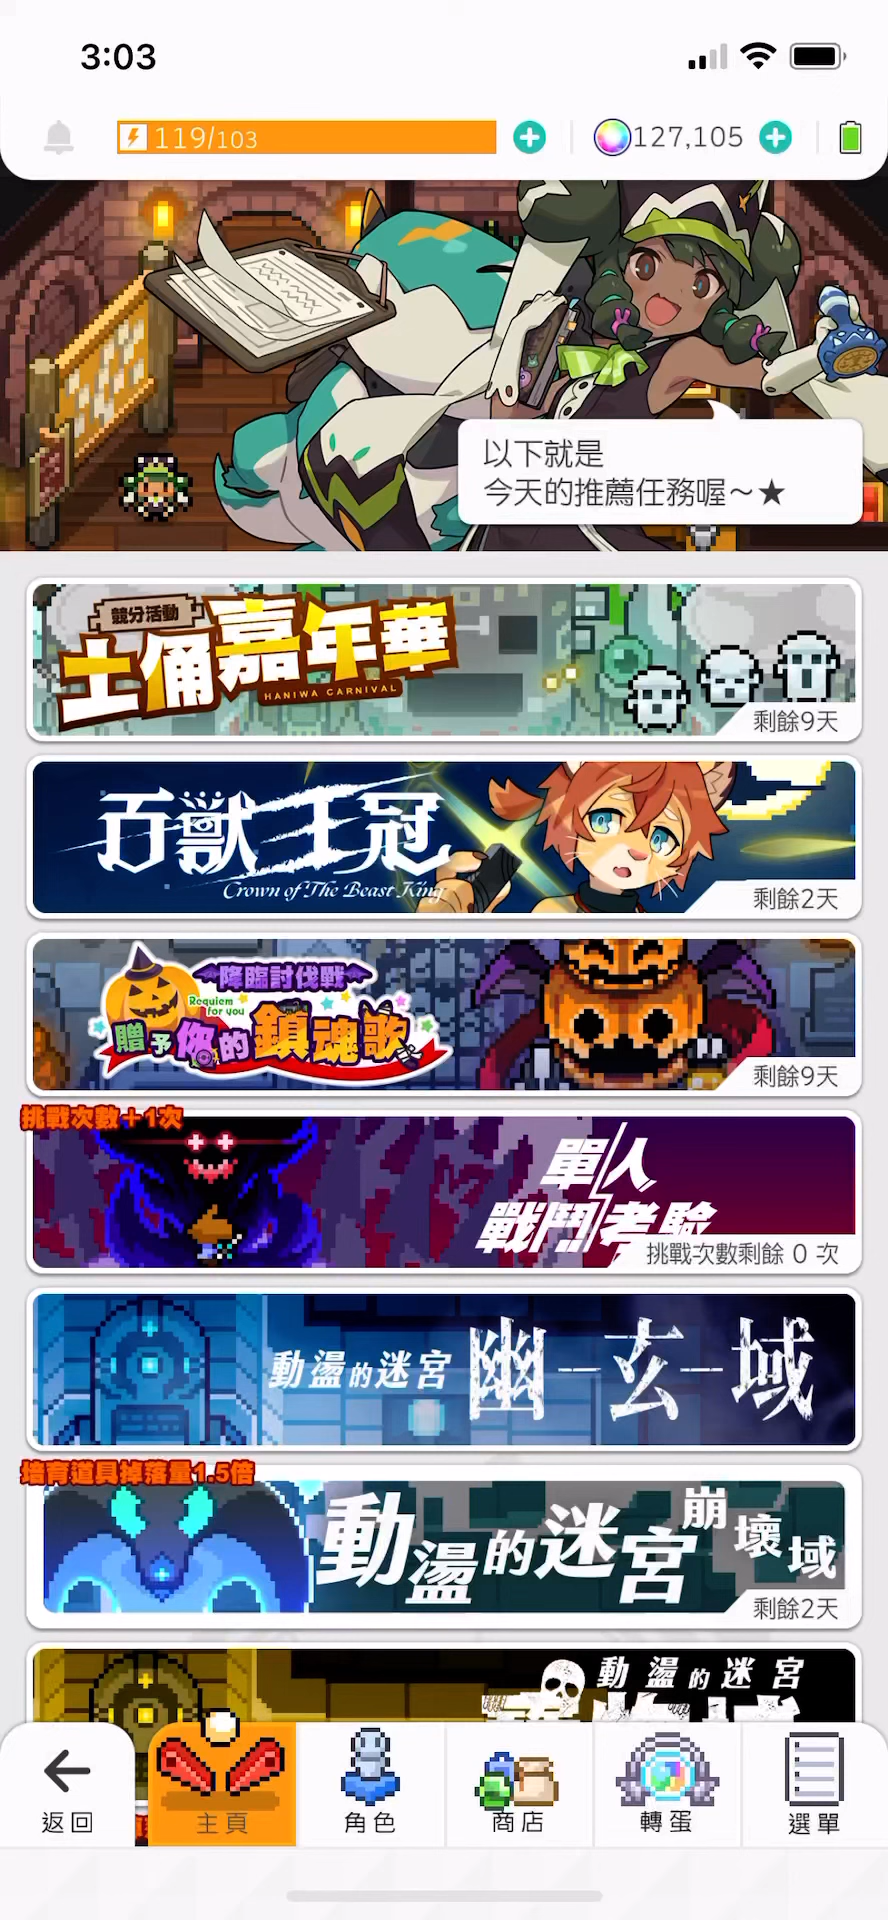 3:03
119/103
127,105
以下就是
今天的推薦任務喔～★
競分活動
土俑嘉年華
HANIWA CARNIVAL
剩餘9天
百獸王冠
Crown of The Beast King
剩餘2天
降臨討伐戰
Requiem
for you
贈予你的鎮魂歌
剩餘9天
挑戰次數＋1次
單人
戰鬥考驗
挑戰次數剩餘 0 次
動盪的迷宮 幽－玄－域
培育道具掉落量1.5倍
動盪的迷宮 崩壞域
剩餘2天
動盪的迷宮
返回
主頁
角色
商店
轉蛋
選單